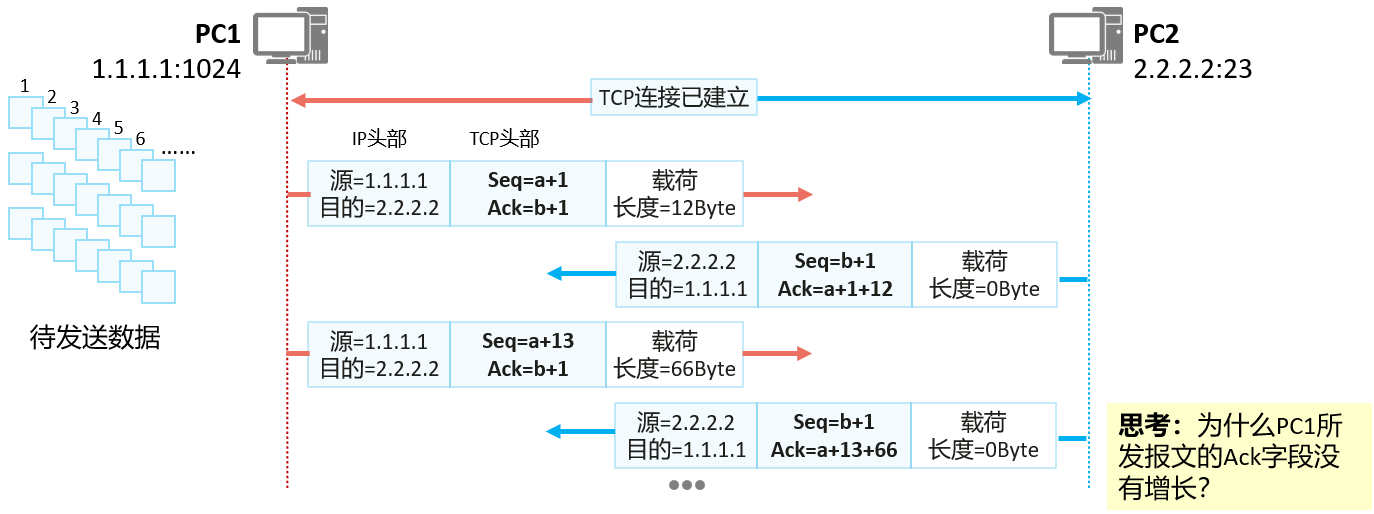 PC1
1.1.1.1:1024
PC2
2.2.2.2:23
1
2
3
4
5
6
……
待发送数据
TCP连接已建立
IP头部
TCP头部
源=1.1.1.1
目的=2.2.2.2
Seq=a+1
Ack=b+1
载荷
长度=12Byte
源=2.2.2.2
目的=1.1.1.1
Seq=b+1
Ack=a+1+12
载荷
长度=0Byte
源=1.1.1.1
目的=2.2.2.2
Seq=a+13
Ack=b+1
载荷
长度=66Byte
源=2.2.2.2
目的=1.1.1.1
Seq=b+1
Ack=a+13+66
载荷
长度=0Byte
思考：为什么PC1所
发报文的Ack字段没
有增长？